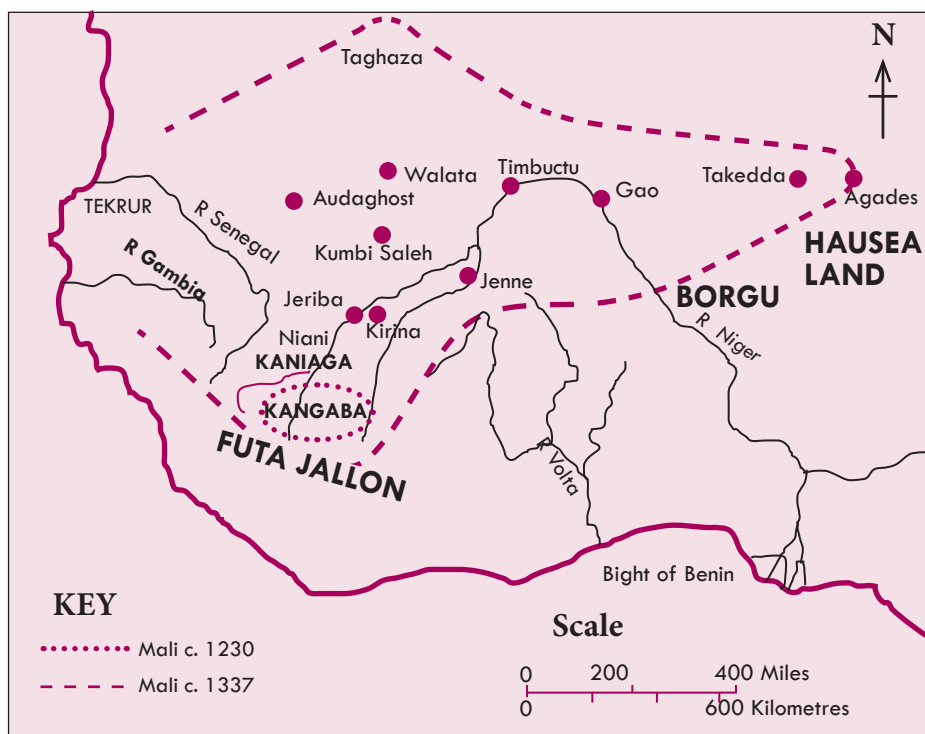 N
Taghaza
Walata
Timbuctu
Takedda
Gao
Agades
Audaghost
TEKRUR
R Senegal
Kumbi Saleh
HAUSEA
LAND
R Gambia
Jenne
BORGU
Jeriba
Kirina
Niani
R Niger
KANIAGA
KANGABA
FUTA JALLON
R Volta
Bight of Benin
KEY
Mali c. 1230
Mali c. 1337
Scale
0 200 400 Miles
0 600 Kilometres